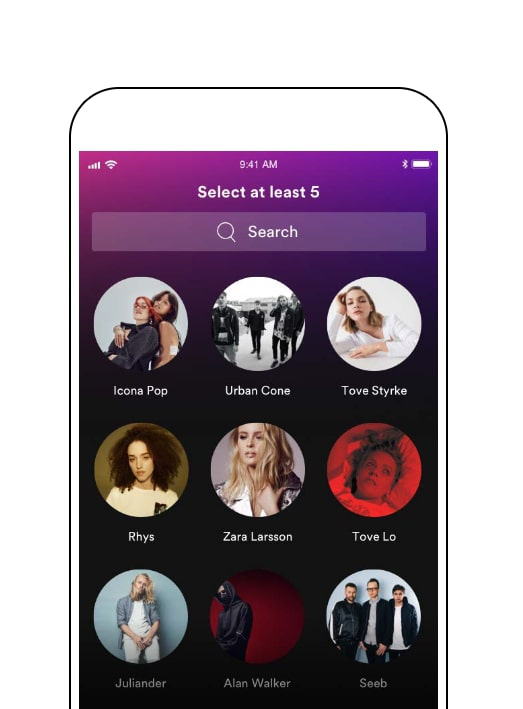 9:41 AM
Select at least 5
Search
Icona Pop
Urban Cone
Tove Styrke
Rhys
Zara Larsson
Tove Lo
Juliander
Alan Walker
Seeb